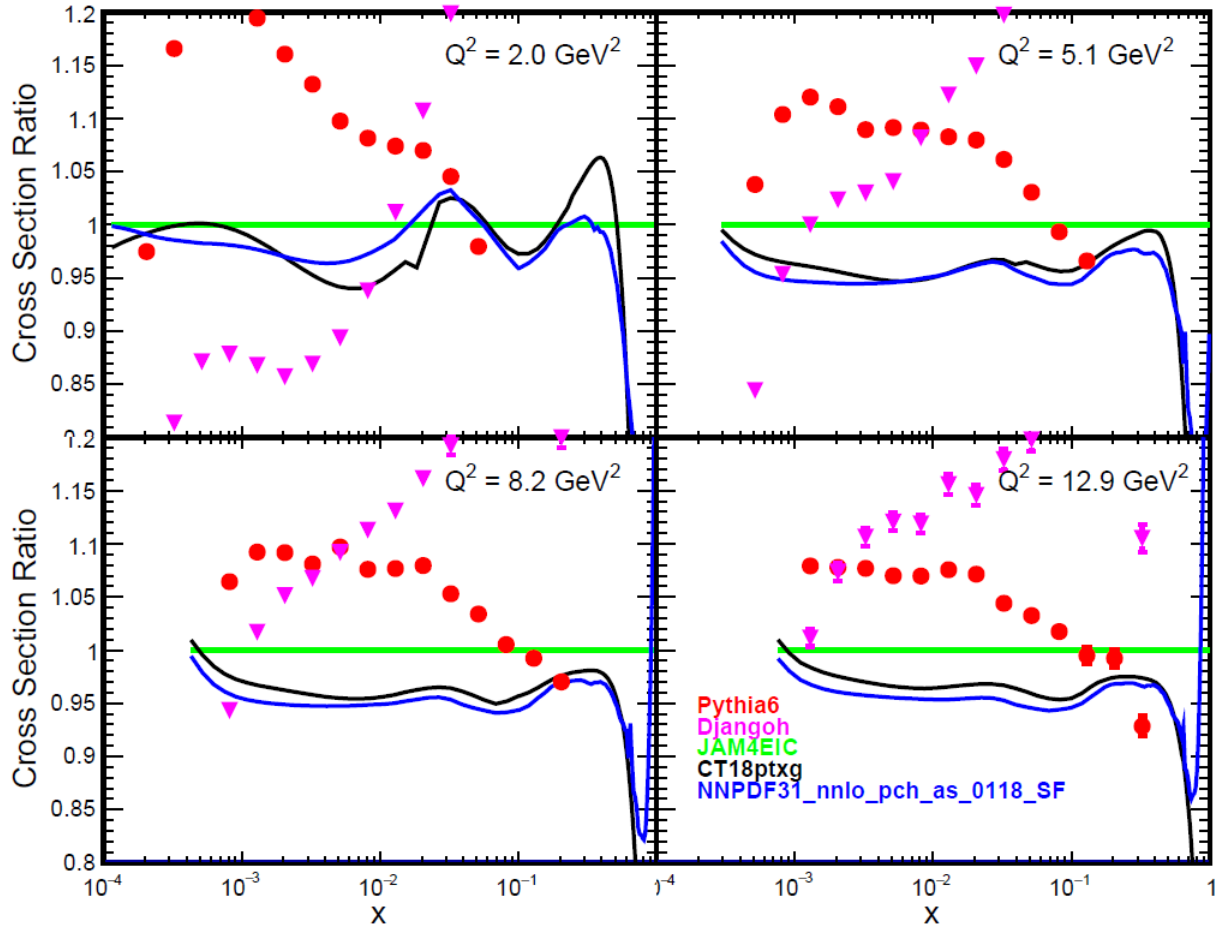 1.2
1.15
1.1
1.05
1
0.95
0.9
0.85
Cross Section Ratio
Q² = 2.0 GeV²
Q² = 5.1 GeV²
1.2
1.15
1.1
1.05
1
0.95
0.9
0.85
0.8
Cross Section Ratio
Q² = 8.2 GeV²
Q² = 12.9 GeV²
Pythia6
Djangoh
JAM4EIC
CT18ptxg
NNPDF31_nnlo_pch_as_0118_SF
10⁻⁴ 10⁻³ 10⁻² 10⁻¹ 10⁻³ 10⁻² 10⁻¹ 1
x x